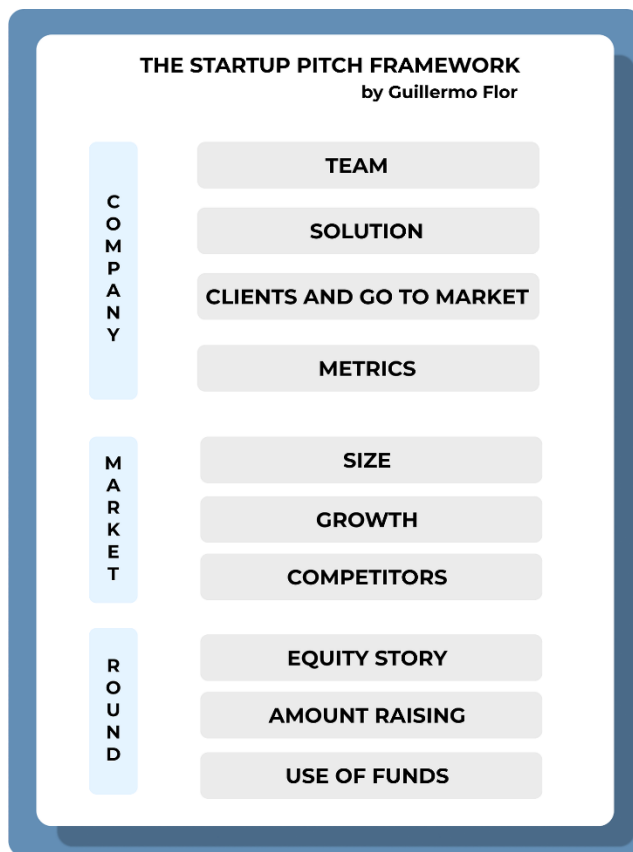 THE STARTUP PITCH FRAMEWORK
by Guillermo Flor
COMPANY
TEAM
SOLUTION
CLIENTS AND GO TO MARKET
METRICS
MARKET
SIZE
GROWTH
COMPETITORS
ROUND
EQUITY STORY
AMOUNT RAISING
USE OF FUNDS